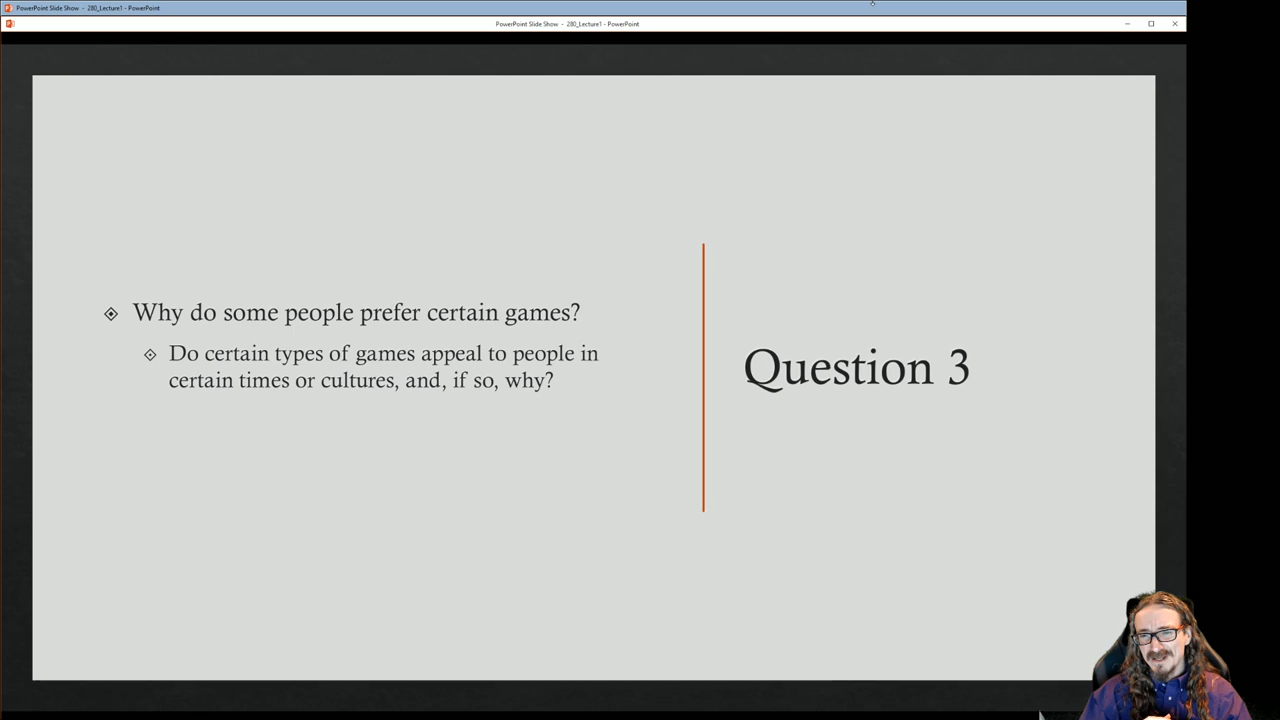 PowerPoint Slide Show - 280_Lecture1 - PowerPoint
PowerPoint Slide Show - 280_Lecture1 - PowerPoint
Why do some people prefer certain games?
Do certain types of games appeal to people in
certain times or cultures, and, if so, why?
Question 3